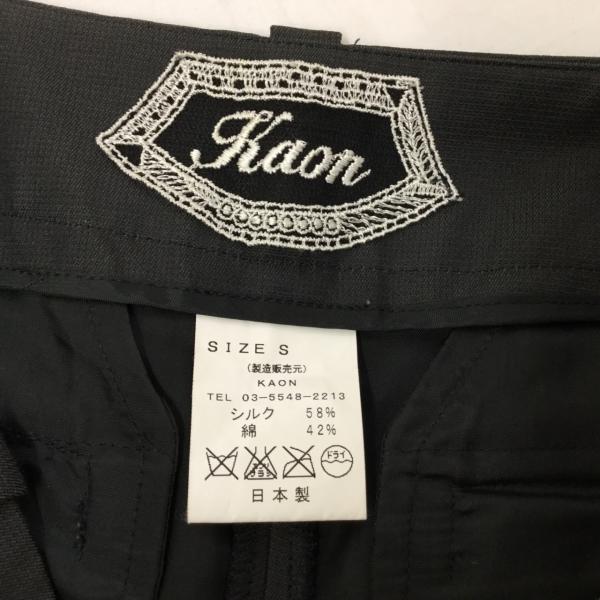 Kaon
SIZE S
(製造販売元)
KAON
TEL 03-5548-2213
シルク 58%
綿 42%
ドライ
日本製